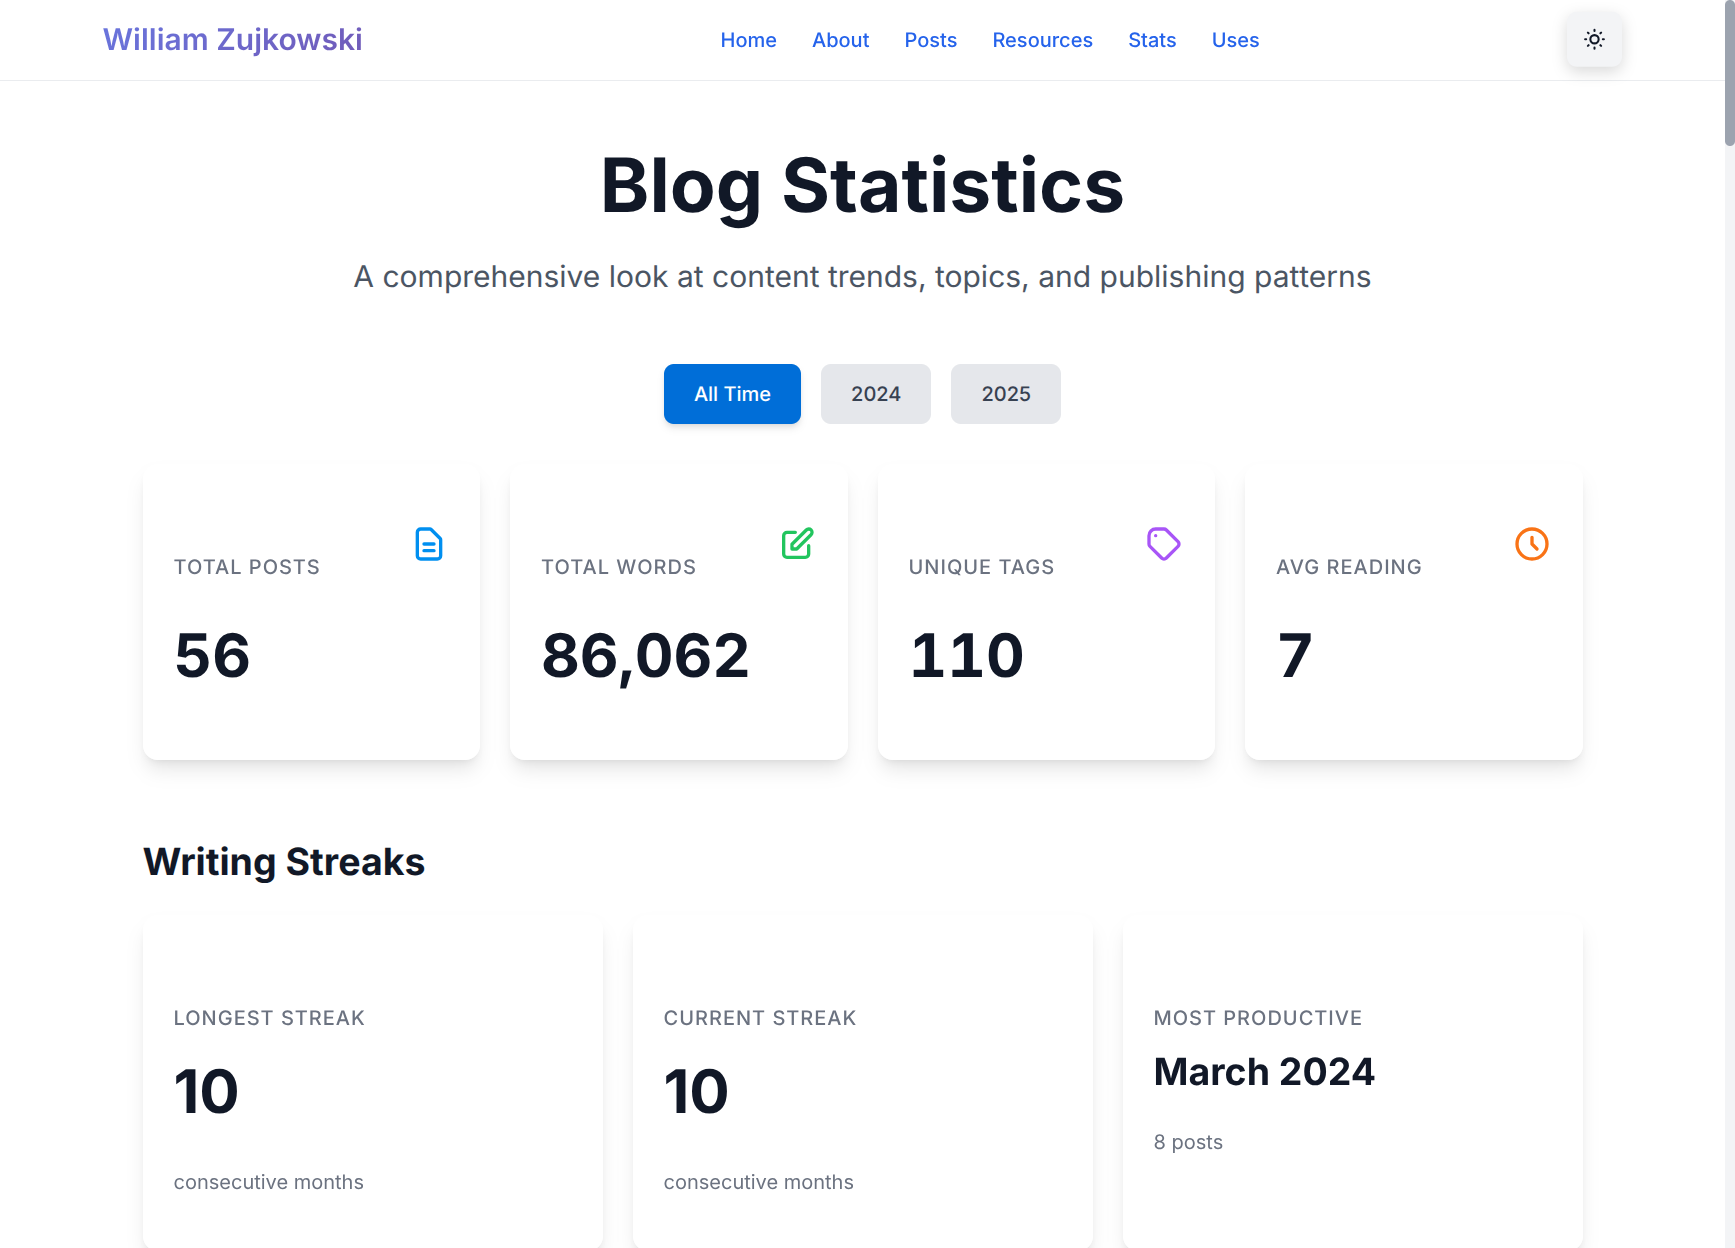 William Zujkowski
Home About Posts Resources Stats Uses
Blog Statistics
A comprehensive look at content trends, topics, and publishing patterns
All Time 2024 2025
TOTAL POSTS
56
TOTAL WORDS
86,062
UNIQUE TAGS
110
AVG READING
7
Writing Streaks
LONGEST STREAK
10
consecutive months
CURRENT STREAK
10
consecutive months
MOST PRODUCTIVE
March 2024
8 posts